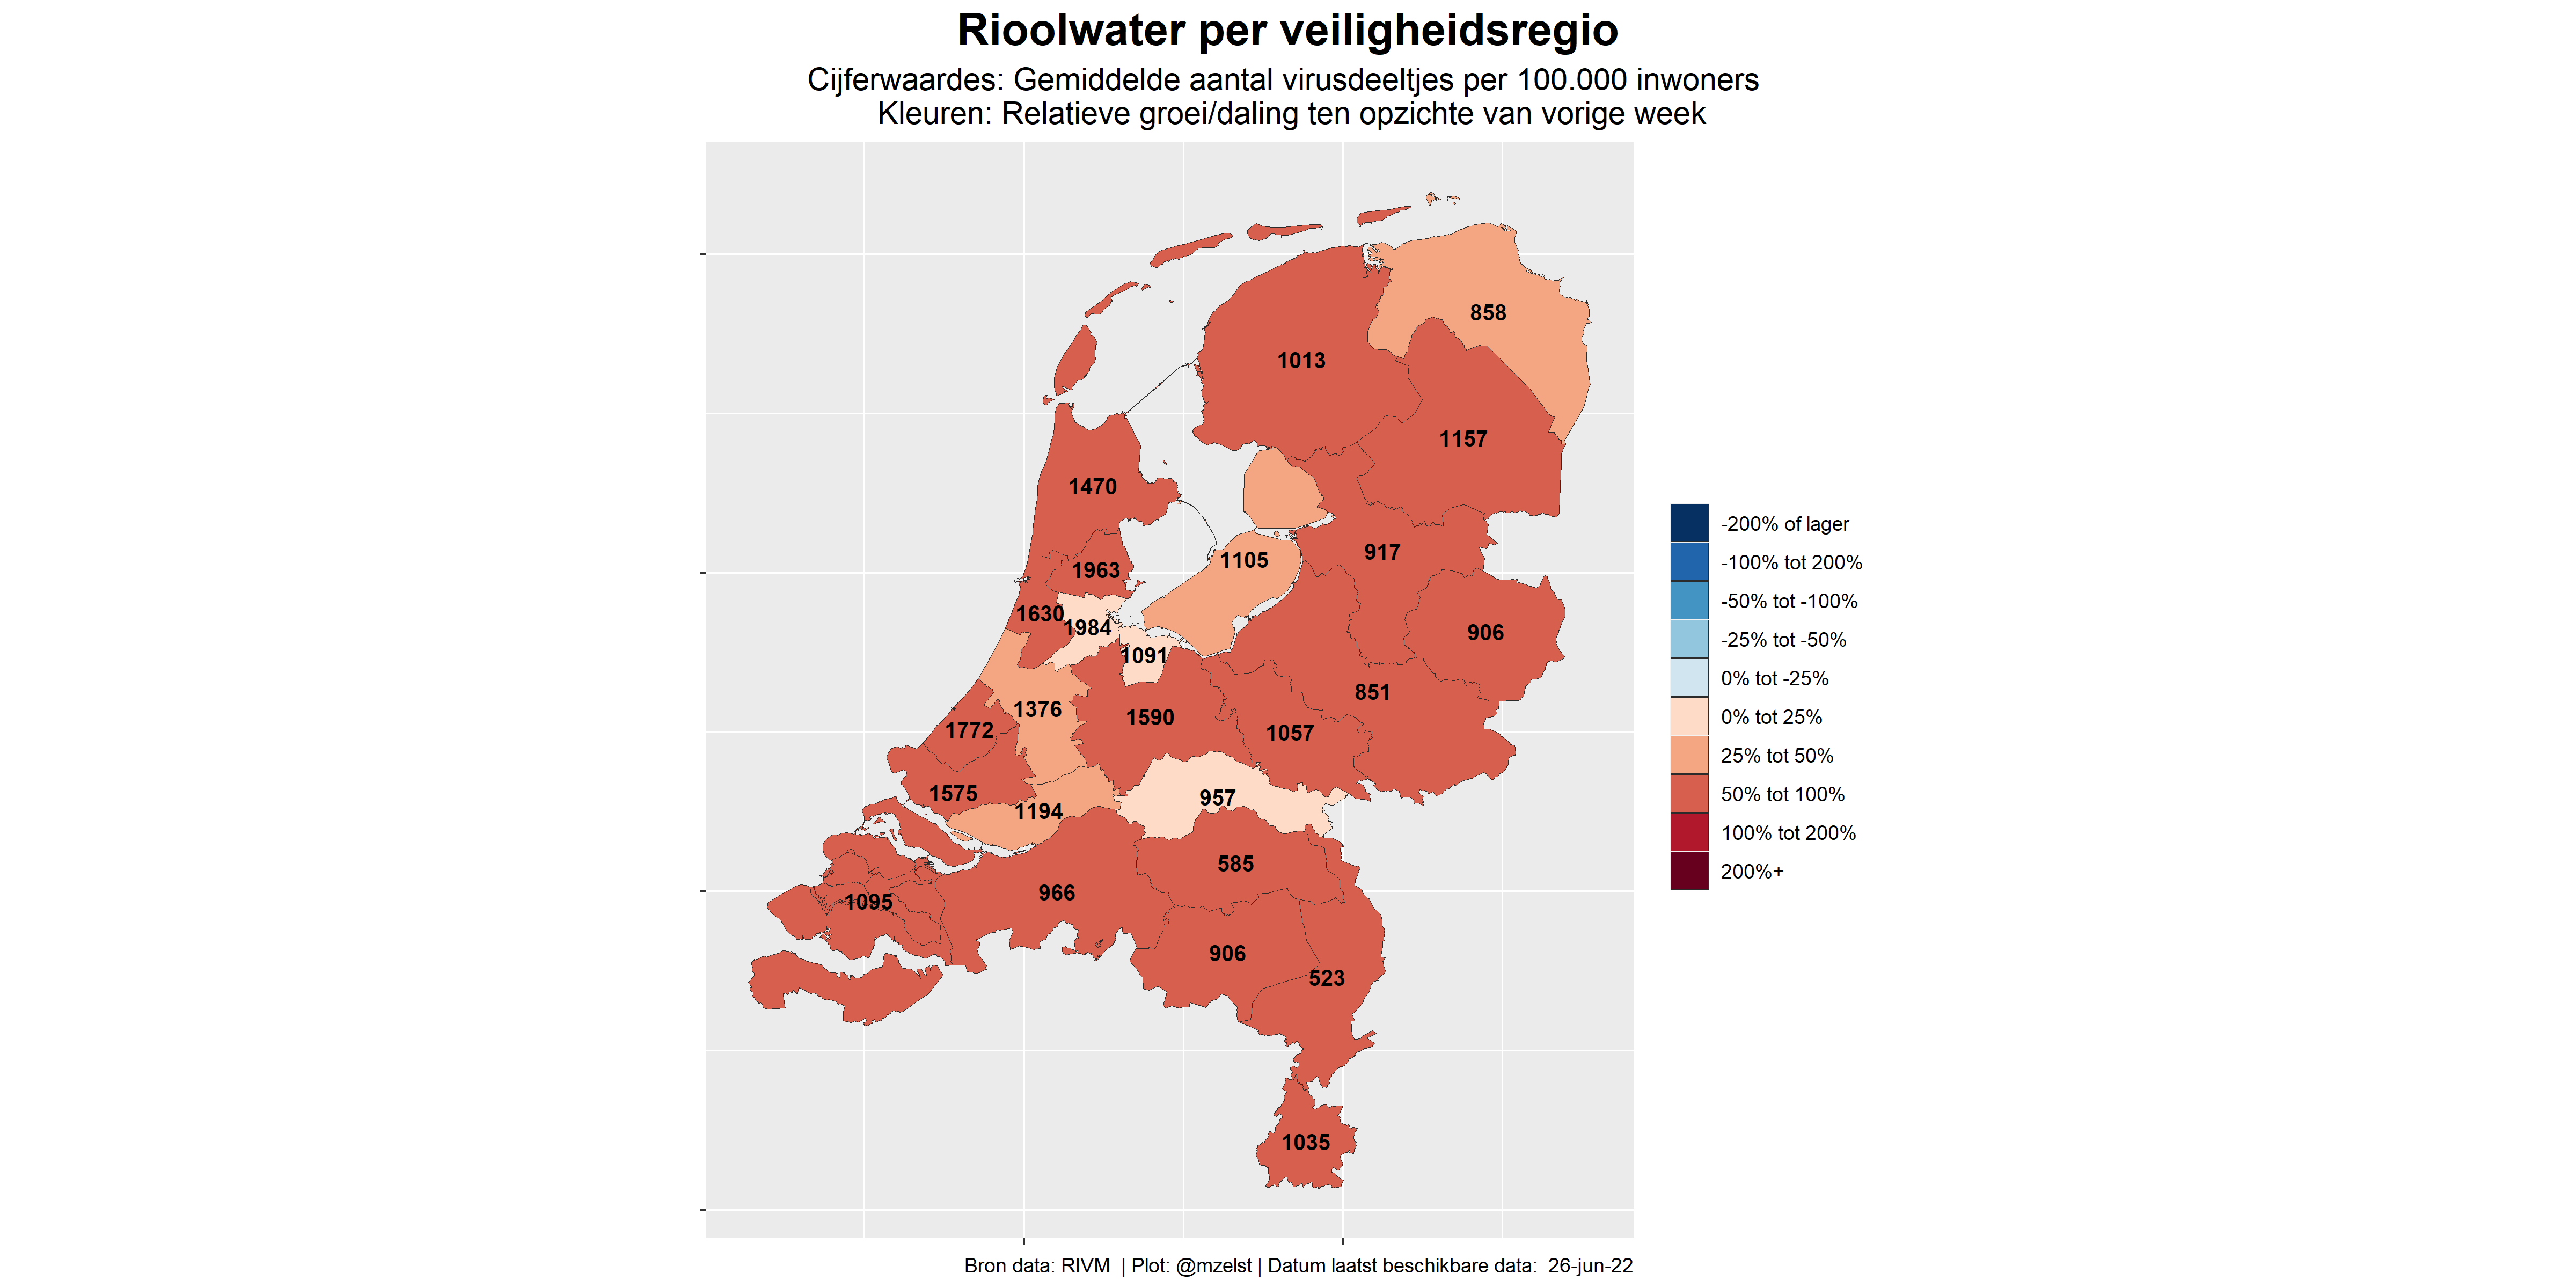 Rioolwater per veiligheidsregio
Cijferwaardes: Gemiddelde aantal virusdeeltjes per 100.000 inwoners
Kleuren: Relatieve groei/daling ten opzichte van vorige week
858
1013
1157
1470
917
1105
1963
1630
1984
906
1091
851
1376
1590
1772
1057
1575
957
1194
585
966
1095
906
523
1035
-200% of lager
-100% tot 200%
-50% tot -100%
-25% tot -50%
0% tot -25%
0% tot 25%
25% tot 50%
50% tot 100%
100% tot 200%
200%+
Bron data: RIVM | Plot: @mzelst | Datum laatst beschikbare data: 26-jun-22